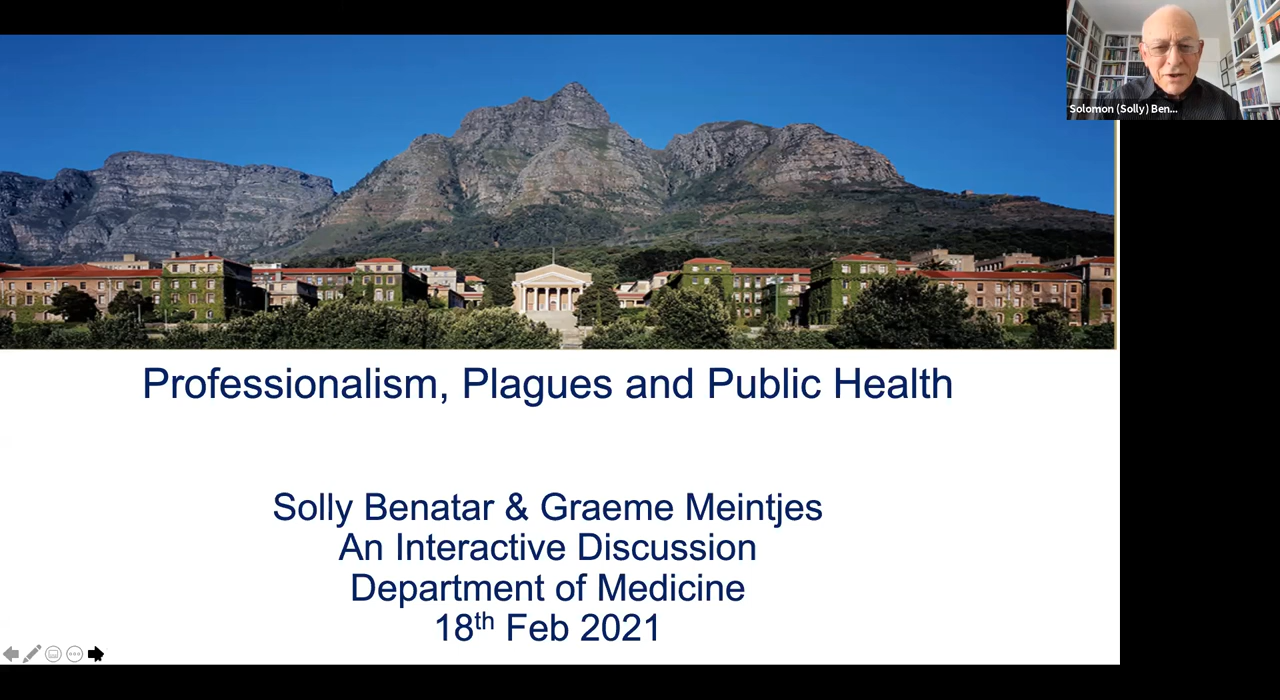 Solomon (Solly) Ben...
Professionalism, Plagues and Public Health
Solly Benatar & Graeme Meintjes
An Interactive Discussion
Department of Medicine
18th Feb 2021